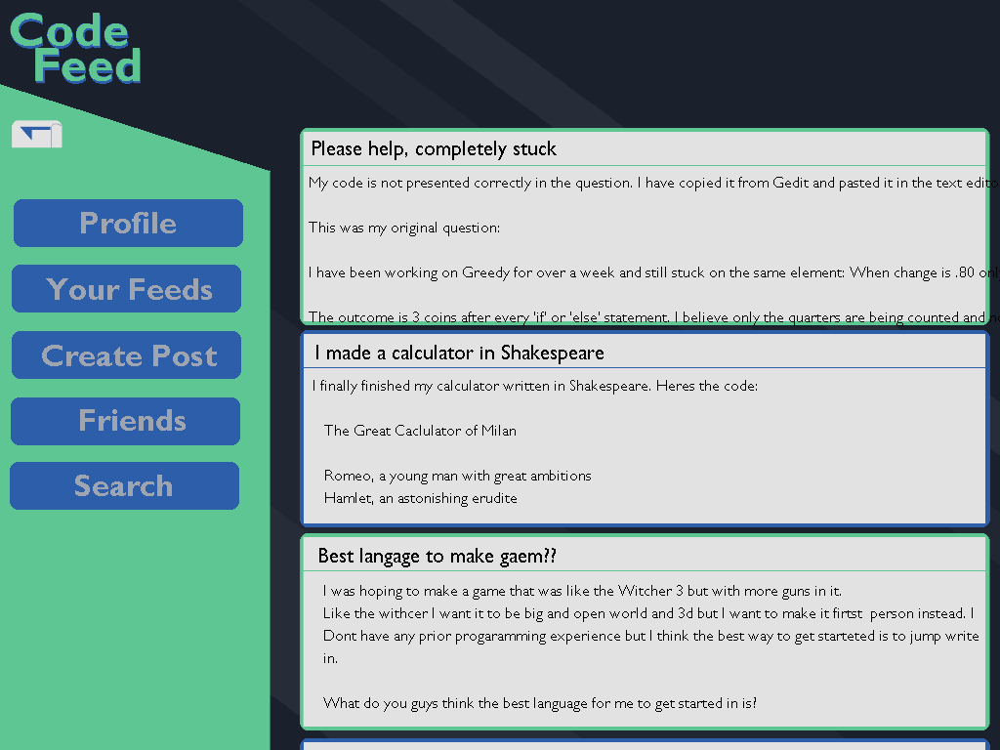 Code
Feed
Profile
Your Feeds
Create Post
Friends
Search
Please help, completely stuck
My code is not presented correctly in the question. I have copied it from Gedit and pasted it in the text edito
This was my original question:
I have been working on Greedy for over a week and still stuck on the same element: When change is .80 onl
The outcome is 3 coins after every 'if' or 'else' statement. I believe only the quarters are being counted and no
I made a calculator in Shakespeare
I finally finished my calculator written in Shakespeare. Heres the code:
The Great Caclulator of Milan
Romeo, a young man with great ambitions
Hamlet, an astonishing erudite
Best langage to make gaem??
I was hoping to make a game that was like the Witcher 3 but with more guns in it.
Like the withcer I want it to be big and open world and 3d but I want to make it firtst person instead. I
Dont have any prior progaramming experience but I think the best way to get starteted is to jump write
in.
What do you guys think the best language for me to get started in is?